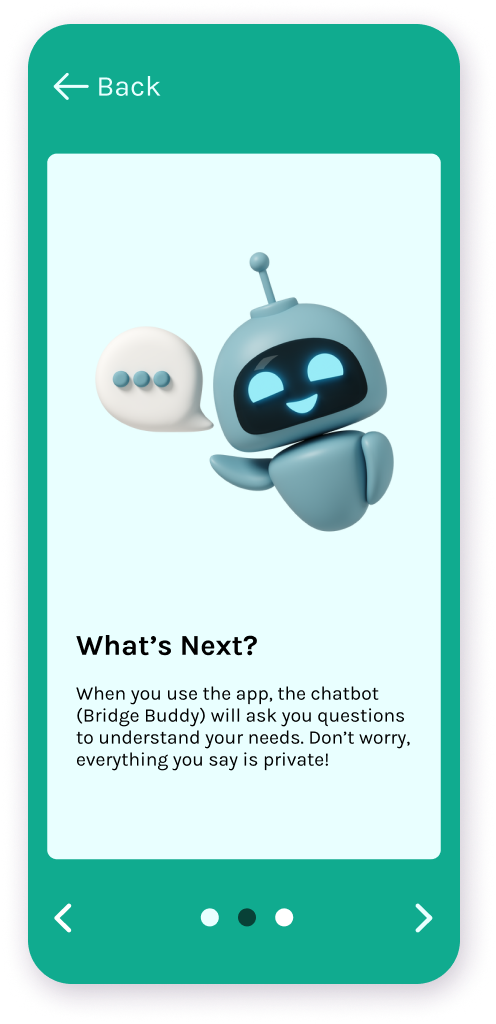 Back
What’s Next?
When you use the app, the chatbot
(Bridge Buddy) will ask you questions
to understand your needs. Don’t worry,
everything you say is private!